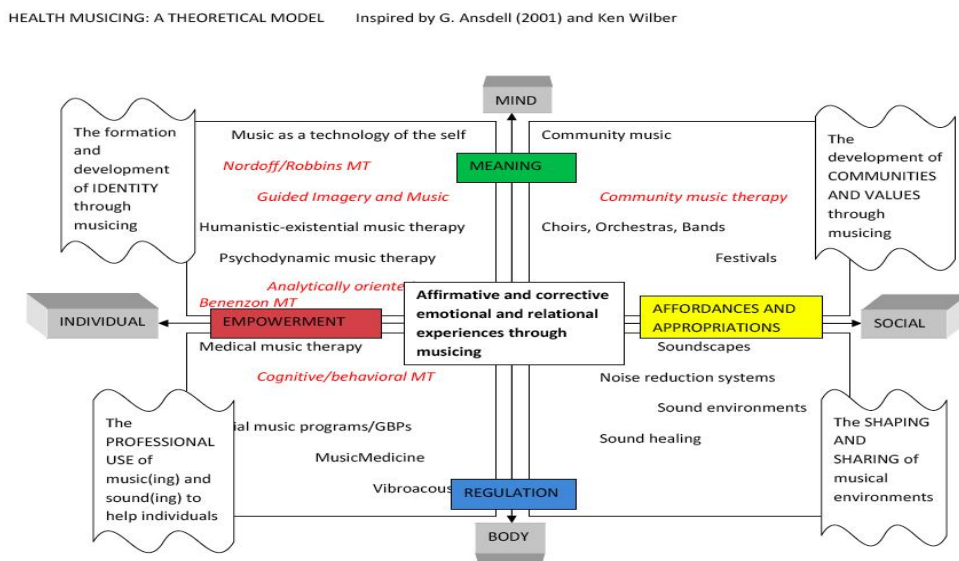 HEALTH MUSICING: A THEORETICAL MODEL Inspired by G. Ansdell (2001) and Ken Wilber
MIND
The formation
and
development
of IDENTITY
through
musicing
Music as a technology of the self
Nordoff/Robbins MT
Guided Imagery and Music
Humanistic-existential music therapy
Psychodynamic music therapy
Analytically
Benenzon MT
MEANING
Community music
Community music therapy
Choirs, Orchestras, Bands
Festivals
The
development of
COMMUNITIES
AND VALUES
through
musicing
INDIVIDUAL
EMPOWERMENT
Affirmative and corrective
emotional and relational
experiences through
musicing
AFFORDANCES AND
APPROPRIATIONS
SOCIAL
Medical music therapy
Cognitive/behavioral MT
music programs/GBPs
MusicMedicine
The
PROFESSIONAL
USE of
music(ing) and
sound(ing) to
help individuals
Soundscapes
Noise reduction systems
Sound environments
Sound healing
The SHAPING
AND
SHARING of
musical
environments
REGULATION
BODY